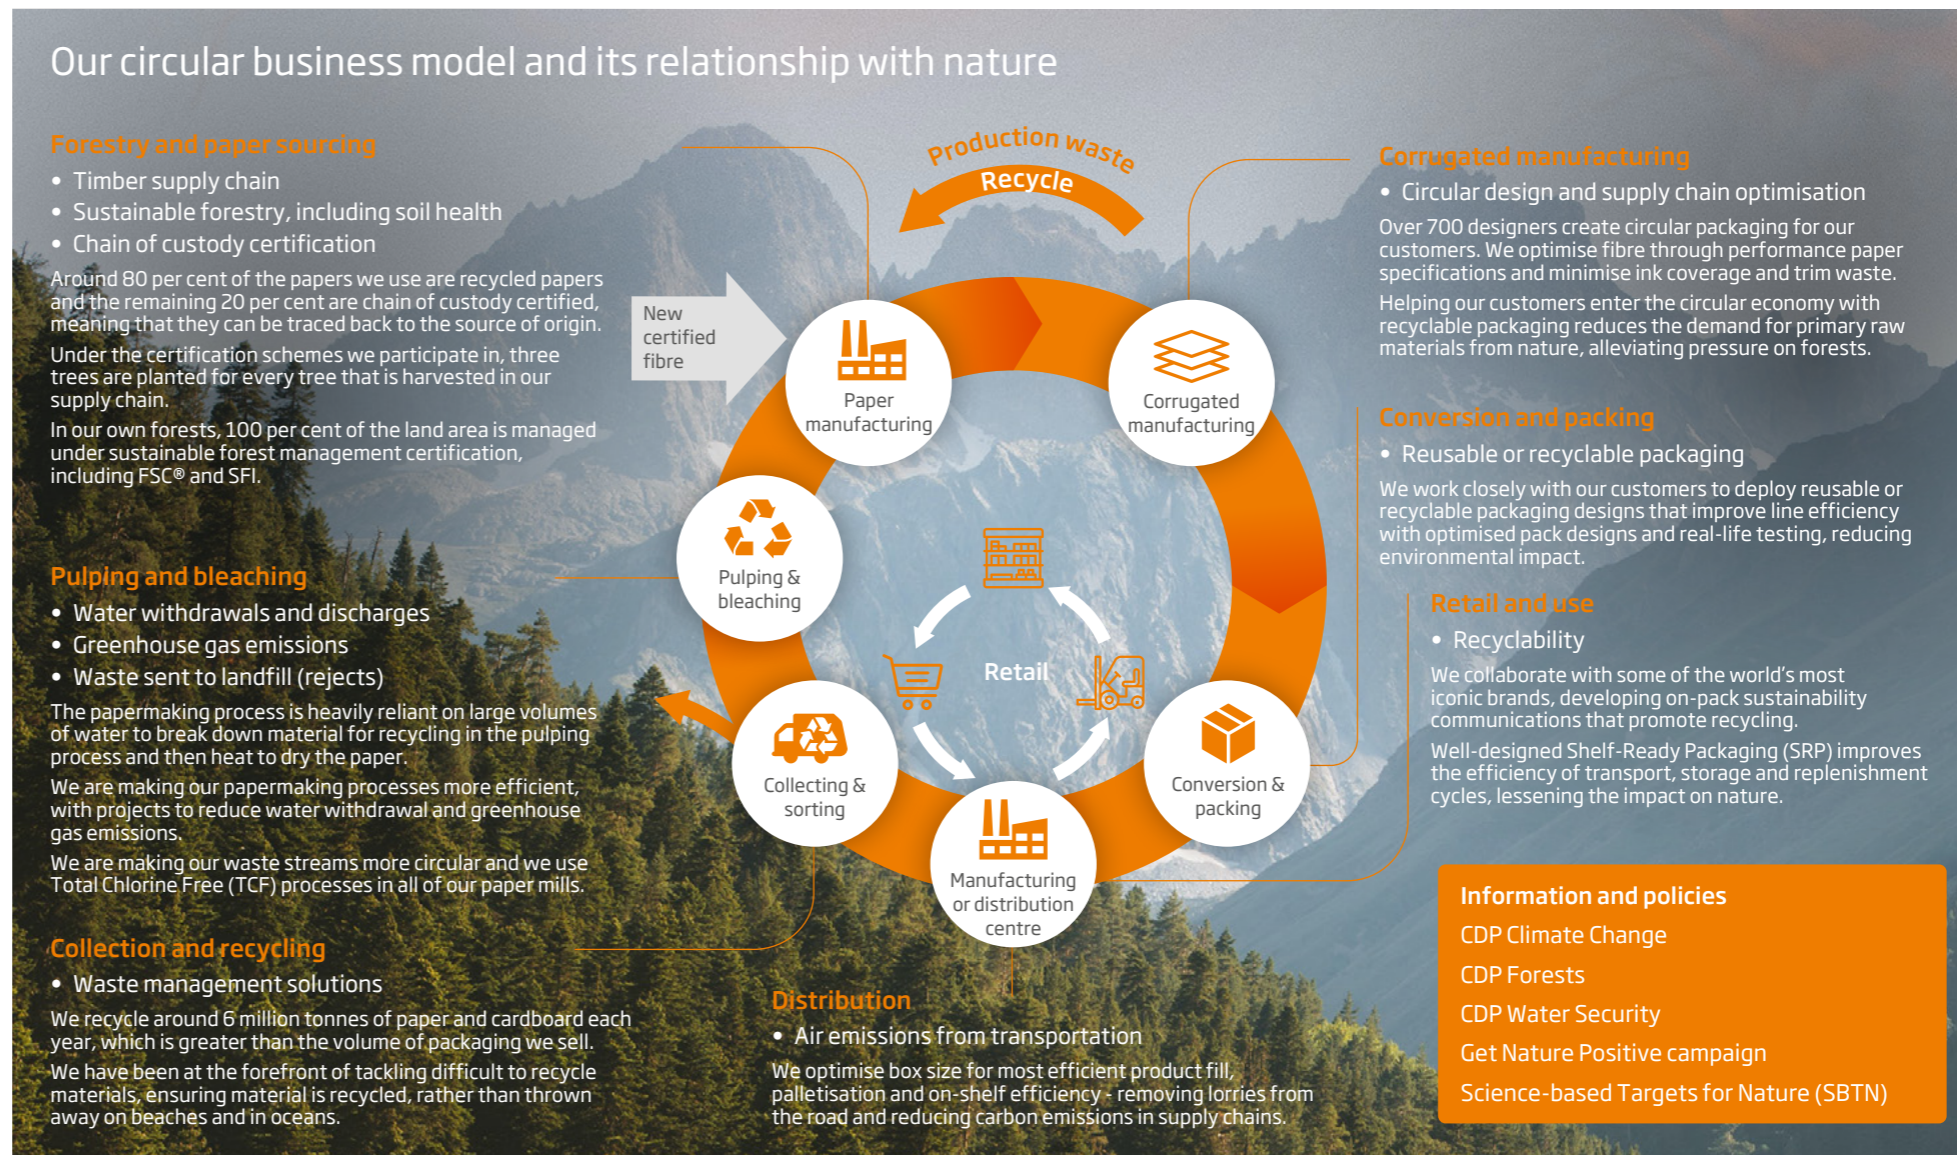 Our circular business model and its relationship with nature
Forestry and paper sourcing
• Timber supply chain
• Sustainable forestry, including soil health
• Chain of custody certification
Around 80 per cent of the papers we use are recycled papers
and the remaining 20 per cent are chain of custody certified,
meaning that they can be traced back to the source of origin.
Under the certification schemes we participate in, three
trees are planted for every tree that is harvested in our
supply chain.
In our own forests, 100 per cent of the land area is managed
under sustainable forest management certification,
including FSC® and SFI.
Pulping and bleaching
• Water withdrawals and discharges
• Greenhouse gas emissions
• Waste sent to landfill (rejects)
The papermaking process is heavily reliant on large volumes
of water to break down material for recycling in the pulping
process and then heat to dry the paper.
We are making our papermaking processes more efficient,
with projects to reduce water withdrawal and greenhouse
gas emissions.
We are making our waste streams more circular and we use
Total Chlorine Free (TCF) processes in all of our paper mills.
Collection and recycling
• Waste management solutions
We recycle around 6 million tonnes of paper and cardboard each
year, which is greater than the volume of packaging we sell.
We have been at the forefront of tackling difficult to recycle
materials, ensuring material is recycled, rather than thrown
away on beaches and in oceans.
Production waste
Recycle
New
certified
fibre
Paper
manufacturing
Corrugated
manufacturing
Pulping &
bleaching
Retail
Collecting &
sorting
Conversion &
packing
Manufacturing
or distribution
centre
Distribution
• Air emissions from transportation
We optimise box size for most efficient product fill,
palletisation and on-shelf efficiency - removing lorries from
the road and reducing carbon emissions in supply chains.
Corrugated manufacturing
• Circular design and supply chain optimisation
Over 700 designers create circular packaging for our
customers. We optimise fibre through performance paper
specifications and minimise ink coverage and trim waste.
Helping our customers enter the circular economy with
recyclable packaging reduces the demand for primary raw
materials from nature, alleviating pressure on forests.
Conversion and packing
• Reusable or recyclable packaging
We work closely with our customers to deploy reusable or
recyclable packaging designs that improve line efficiency
with optimised pack designs and real-life testing, reducing
environmental impact.
Retail and use
• Recyclability
We collaborate with some of the world's most
iconic brands, developing on-pack sustainability
communications that promote recycling.
Well-designed Shelf-Ready Packaging (SRP) improves
the efficiency of transport, storage and replenishment
cycles, lessening the impact on nature.
Information and policies
CDP Climate Change
CDP Forests
CDP Water Security
Get Nature Positive campaign
Science-based Targets for Nature (SBTN)